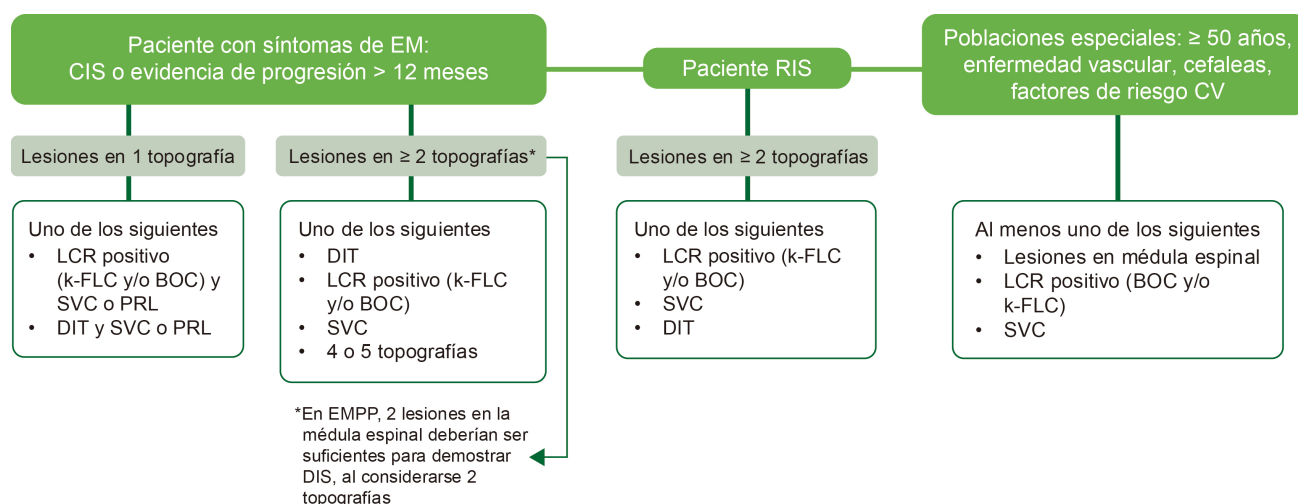 Paciente con síntomas de EM:
CIS o evidencia de progresión > 12 meses
Paciente RIS
Poblaciones especiales: ≥ 50 años,
enfermedad vascular, cefaleas,
factores de riesgo CV
Lesiones en 1 topografía
Lesiones en ≥ 2 topografías*
Lesiones en ≥ 2 topografías
Uno de los siguientes
• LCR positivo
(k-FLC y/o BOC) y
SVC o PRL
• DIT y SVC o PRL
Uno de los siguientes
• DIT
• LCR positivo (k-FLC
y/o BOC)
• SVC
• 4 o 5 topografías
Uno de los siguientes
• LCR positivo (k-FLC
y/o BOC)
• SVC
• DIT
Al menos uno de los siguientes
• Lesiones en médula espinal
• LCR positivo (BOC y/o
k-FLC)
• SVC
*En EMPP, 2 lesiones en la
médula espinal deberían ser
suficientes para demostrar
DIS, al considerarse 2
topografías